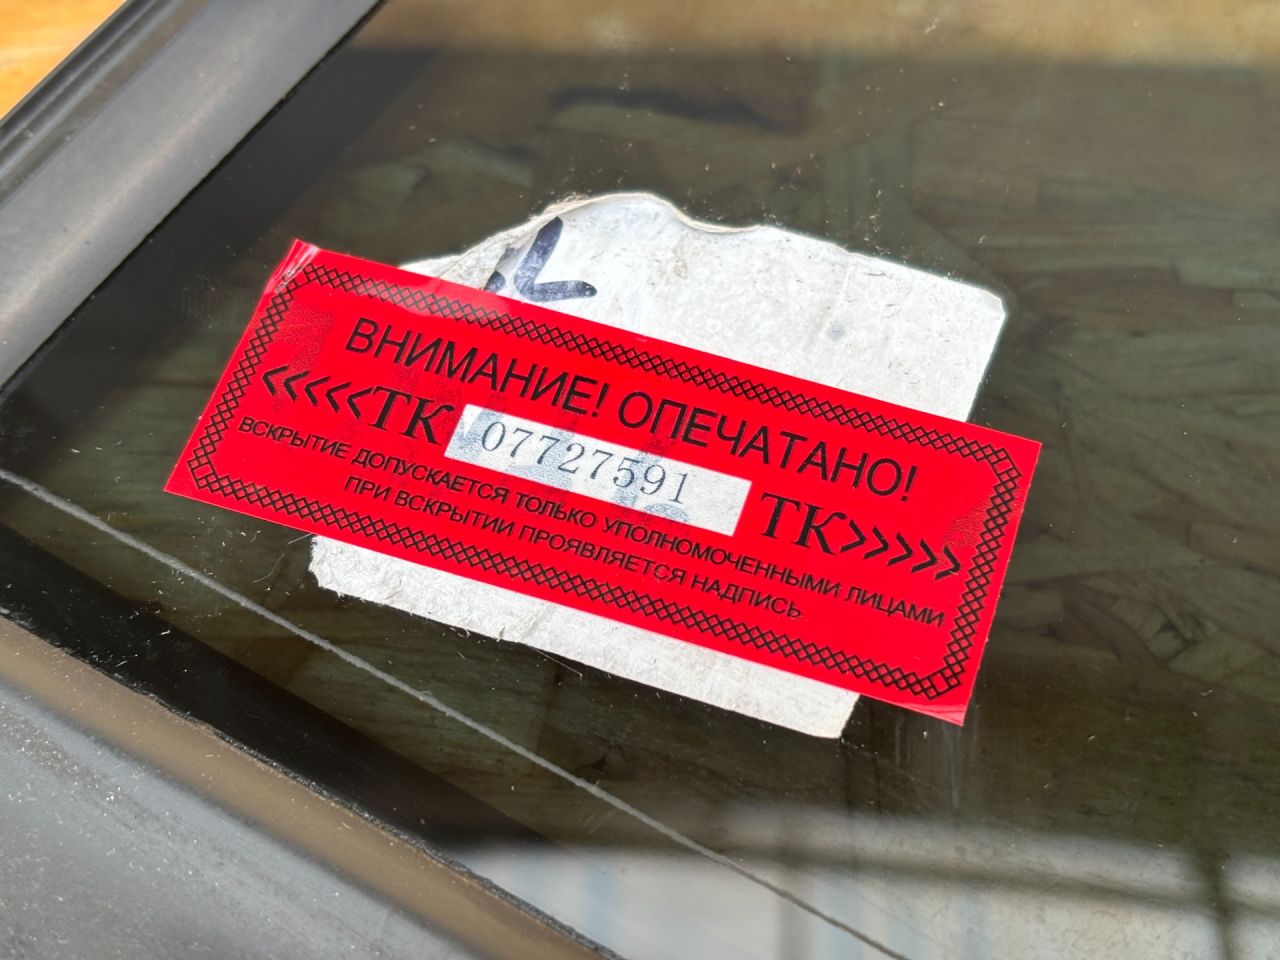 ВНИМАНИЕ! ОПЕЧАТАНО!
<<<<<ТК 07727591 ТК>>>>>
ВСКРЫТИЕ ДОПУСКАЕТСЯ ТОЛЬКО УПОЛНОМОЧЕННЫМИ ЛИЦАМИ
ПРИ ВСКРЫТИИ ПРОЯВЛЯЕТСЯ НАДПИСЬ